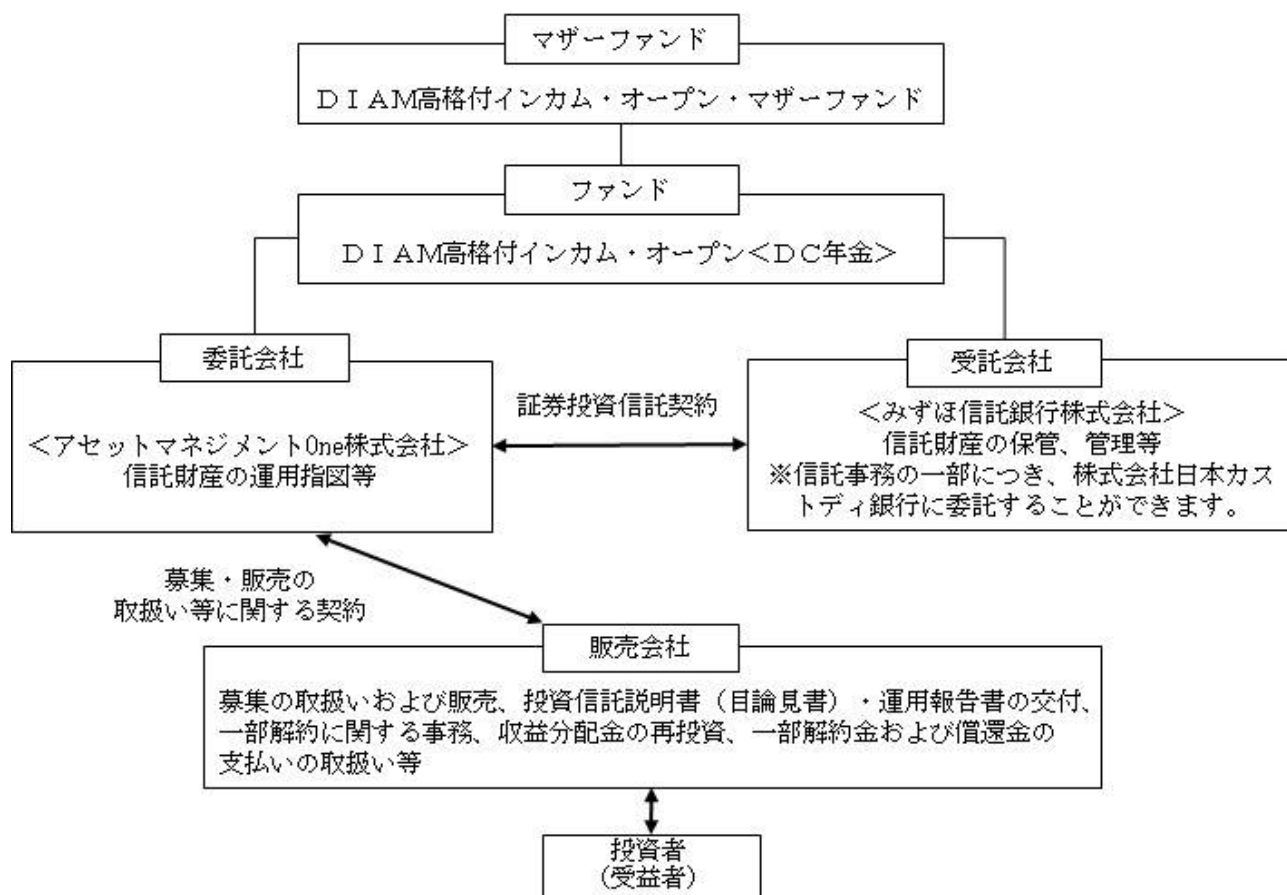 マザーファンド
ＤＩＡＭ高格付インカム・オープン・マザーファンド
ファンド
ＤＩＡＭ高格付インカム・オープン＜ＤＣ年金＞
委託会社
＜アセットマネジメントOne株式会社＞
信託財産の運用指図等
証券投資信託契約
受託会社
＜みずほ信託銀行株式会社＞
信託財産の保管、管理等
※信託事務の一部につき、株式会社日本カス
トディ銀行に委託することができます。
募集・販売の
取扱い等に関する契約
販売会社
募集の取扱いおよび販売、投資信託説明書（目論見書）・運用報告書の交付、
一部解約に関する事務、収益分配金の再投資、一部解約金および償還金の
支払いの取扱い等
投資者
（受益者）